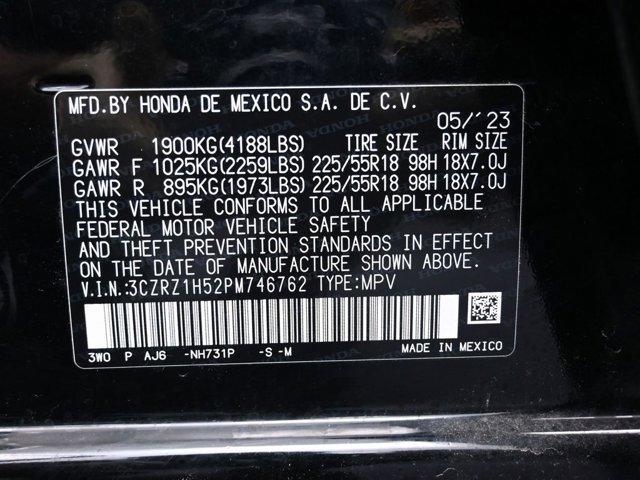 MFD.BY HONDA DE MEXICO S.A. DE C.V.
05/'23
GVWR 1900KG(4188LBS) TIRE SIZE RIM SIZE
GAWR F 1025KG(2259LBS) 225/55R18 98H 18X7.0J
GAWR R 895KG(1973LBS) 225/55R18 98H 18X7.0J
THIS VEHICLE CONFORMS TO ALL APPLICABLE
FEDERAL MOTOR VEHICLE SAFETY
AND THEFT PREVENTION STANDARDS IN EFFECT
ON THE DATE OF MANUFACTURE SHOWN ABOVE.
V.I.N.:3CZRZ1H52PM746762 TYPE:MPV
3W0 P AJ6 -NH731P -S-M MADE IN MEXICO